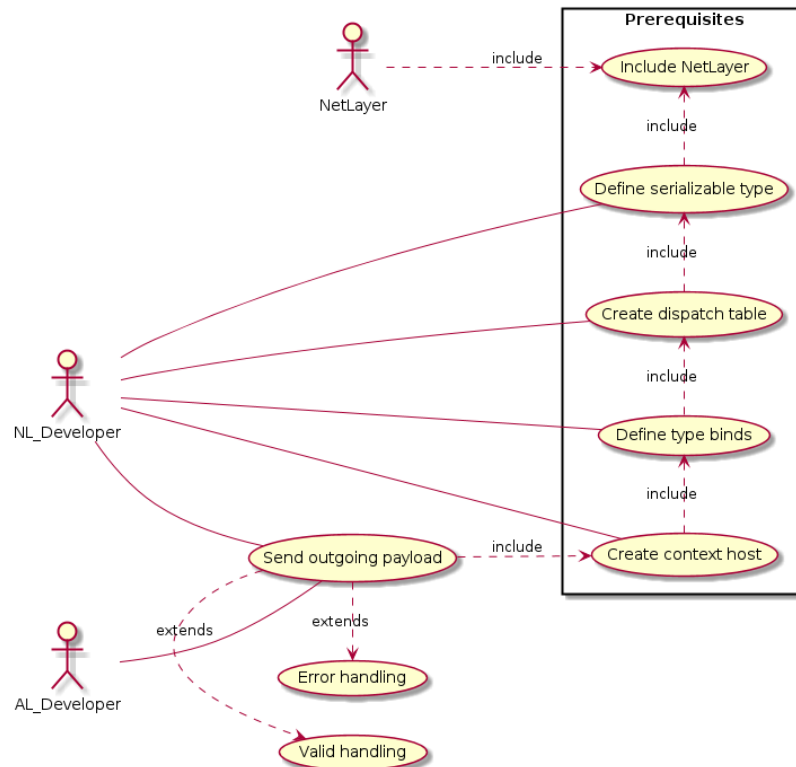 Prerequisites
NetLayer
include
Include NetLayer
include
Define serializable type
include
Create dispatch table
include
NL_Developer
Define type binds
include
Send outgoing payload
include
Create context host
extends
extends
AL_Developer
Error handling
Valid handling